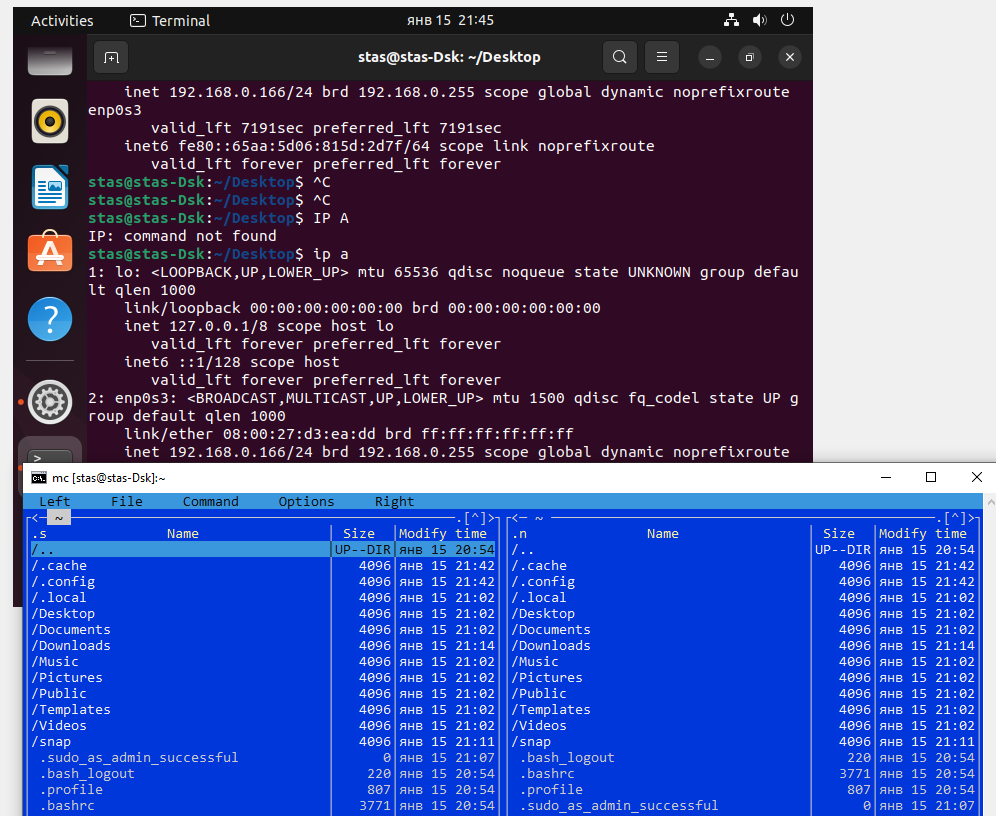 Activities Terminal янв 15 21:45
stas@stas-Dsk: ~/Desktop
inet 192.168.0.166/24 brd 192.168.0.255 scope global dynamic noprefixroute
enp0s3
valid_lft 7191sec preferred_lft 7191sec
inet6 fe80::65aa:5d06:815d:2d7f/64 scope link noprefixroute
valid_lft forever preferred_lft forever
stas@stas-Dsk:~/Desktop$ ^C
stas@stas-Dsk:~/Desktop$ ^C
stas@stas-Dsk:~/Desktop$ IP A
IP: command not found
stas@stas-Dsk:~/Desktop$ ip a
1: lo: <LOOPBACK,UP,LOWER_UP> mtu 65536 qdisc noqueue state UNKNOWN group defau
lt qlen 1000
link/loopback 00:00:00:00:00:00 brd 00:00:00:00:00:00
inet 127.0.0.1/8 scope host lo
valid_lft forever preferred_lft forever
inet6 ::1/128 scope host
valid_lft forever preferred_lft forever
2: enp0s3: <BROADCAST,MULTICAST,UP,LOWER_UP> mtu 1500 qdisc fq_codel state UP g
roup default qlen 1000
link/ether 08:00:27:d3:ea:dd brd ff:ff:ff:ff:ff:ff
inet 192.168.0.166/24 brd 192.168.0.255 scope global dynamic noprefixroute
mc [stas@stas-Dsk]:~
Left File Command Options Right
<─ ~ .[^]> <─ ~ .[^]>
.s Name Size Modify time .n Name Size Modify time
/.. UP--DIR янв 15 20:54 /.. UP--DIR янв 15 20:54
/.cache 4096 янв 15 21:42 /.cache 4096 янв 15 21:42
/.config 4096 янв 15 21:42 /.config 4096 янв 15 21:42
/.local 4096 янв 15 21:02 /.local 4096 янв 15 21:02
/Desktop 4096 янв 15 21:02 /Desktop 4096 янв 15 21:02
/Documents 4096 янв 15 21:02 /Documents 4096 янв 15 21:02
/Downloads 4096 янв 15 21:14 /Downloads 4096 янв 15 21:14
/Music 4096 янв 15 21:02 /Music 4096 янв 15 21:02
/Pictures 4096 янв 15 21:02 /Pictures 4096 янв 15 21:02
/Public 4096 янв 15 21:02 /Public 4096 янв 15 21:02
/Templates 4096 янв 15 21:02 /Templates 4096 янв 15 21:02
/Videos 4096 янв 15 21:02 /Videos 4096 янв 15 21:02
/snap 4096 янв 15 21:11 /snap 4096 янв 15 21:11
.sudo_as_admin_successful 0 янв 15 21:07 .bash_logout 220 янв 15 20:54
.bash_logout 220 янв 15 20:54 .bashrc 3771 янв 15 20:54
.profile 807 янв 15 20:54 .profile 807 янв 15 20:54
.bashrc 3771 янв 15 20:54 .sudo_as_admin_successful 0 янв 15 21:07